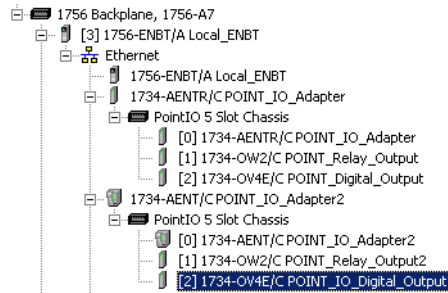 1756 Backplane, 1756-A7
[3] 1756-ENBT/A Local_ENBT
Ethernet
1756-ENBT/A Local_ENBT
1734-AENTR/C POINT_IO_Adapter
PointIO 5 Slot Chassis
[0] 1734-AENTR/C POINT_IO_Adapter
[1] 1734-OW2/C POINT_Relay_Output
[2] 1734-OV4E/C POINT_Digital_Output
1734-AENT/C POINT_IO_Adapter2
PointIO 5 Slot Chassis
[0] 1734-AENT/C POINT_IO_Adapter2
[1] 1734-OW2/C POINT_Relay_Output2
[2] 1734-OV4E/C POINT_IO_Digital_Output